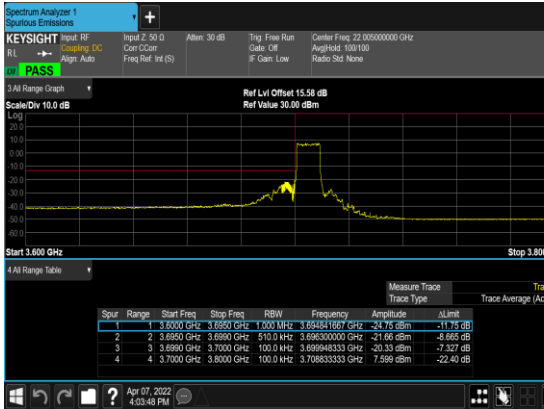 Spectrum Analyzer 1
Spurious Emissions
+
KEYSIGHT Input: RF Input Z: 50 Ω Atten: 30 dB Trig: Free Run Center Freq: 22.005000000 GHz
RL Coupling: DC Corr CCorr Gate: Off Avg|Hold: 100/100
Align: Auto Freq Ref: Int (S) IF Gain: Low Radio Std: None
PASS
3 All Range Graph
Ref Lvl Offset 15.58 dB
Scale/Div 10.0 dB Ref Value 30.00 dBm
Log
20.0
10.0
0.00
-10.0
-20.0
-30.0
-40.0
-50.0
-60.0
Start 3.600 GHz Stop 3.800
4 All Range Table
Measure Trace Tra
Trace Type Trace Average (Ac
Spur Range Start Freq Stop Freq RBW Frequency Amplitude ΔLimit
1 1 3.6000 GHz 3.6950 GHz 1.000 MHz 3.694841667 GHz -24.75 dBm -11.75 dB
2 2 3.6950 GHz 3.6990 GHz 510.0 kHz 3.696300000 GHz -21.66 dBm -8.665 dB
3 3 3.6990 GHz 3.7000 GHz 100.0 kHz 3.699948333 GHz -20.33 dBm -7.327 dB
4 4 3.7000 GHz 3.8000 GHz 100.0 kHz 3.708833333 GHz 7.599 dBm -22.40 dB
?
Apr 07, 2022
4:03:48 PM